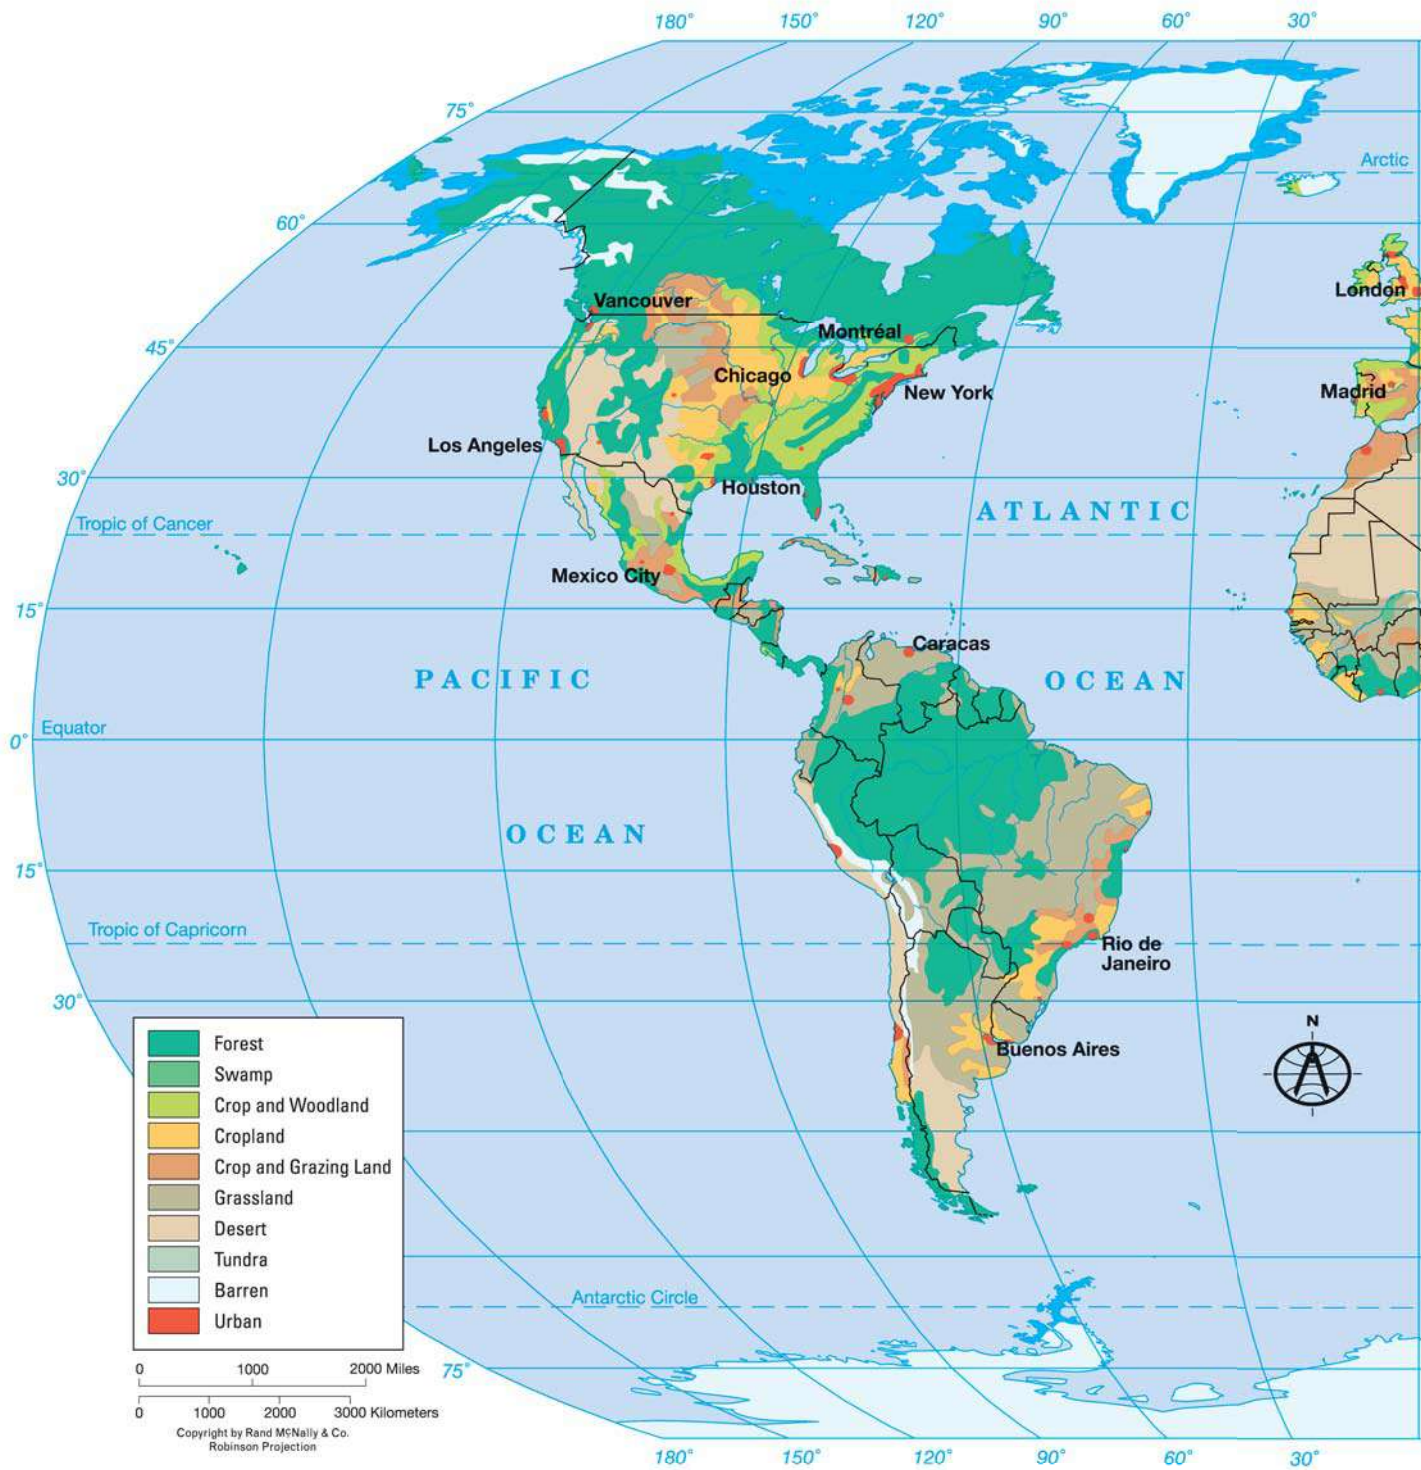 180° 150° 120° 90° 60° 30°
75°
Arctic
60°
London
Vancouver
Montréal
45°
Chicago
Madrid
New York
Los Angeles
30°
Houston
ATLANTIC
Tropic of Cancer
Mexico City
15°
Caracas
PACIFIC
OCEAN
Equator
0°
OCEAN
15°
Tropic of Capricorn
Rio de
Janeiro
30°
N
Buenos Aires
Forest
Swamp
Crop and Woodland
Cropland
Crop and Grazing Land
Grassland
Desert
Tundra
Barren
Urban
Antarctic Circle
75°
0 1000 2000 Miles
0 1000 2000 3000 Kilometers
Copyright by Rand McNally & Co.
Robinson Projection
180° 150° 120° 90° 60° 30°